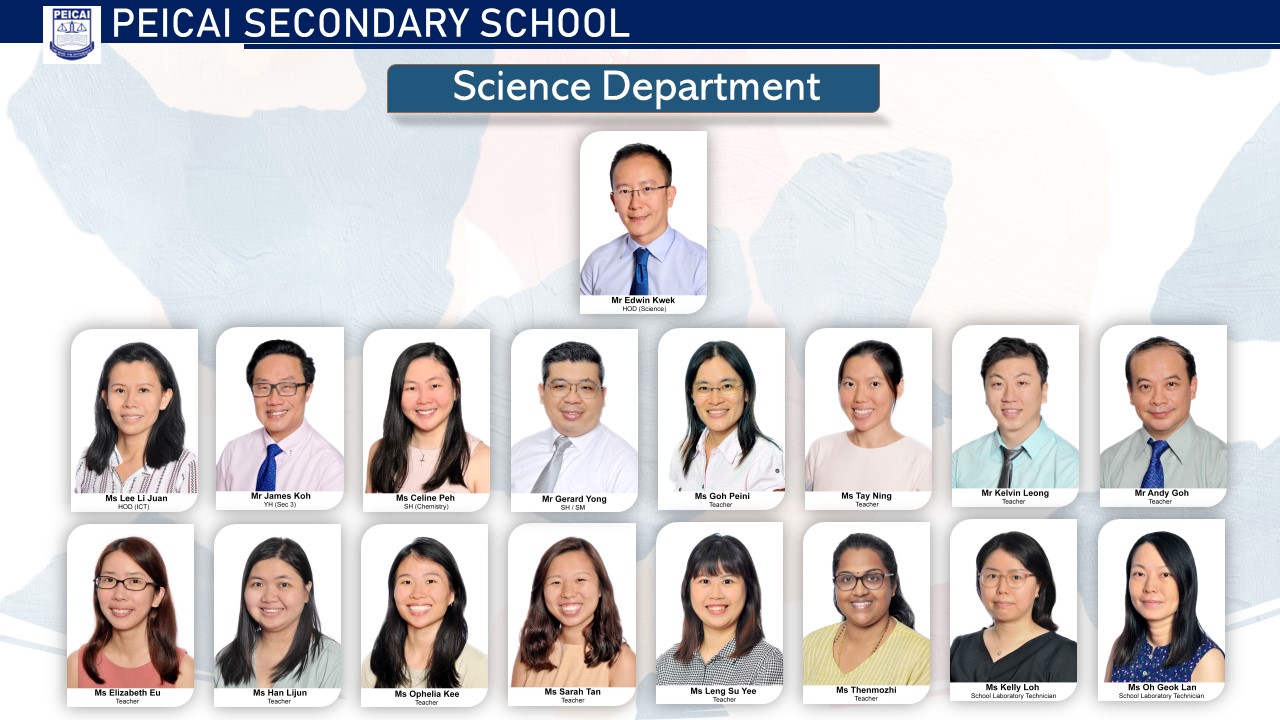 PEICAI
PEICAI SECONDARY SCHOOL
Science Department
Mr Edwin Kwek
HOD (Science)
Ms Lee Li Juan
HOD (ICT)
Mr James Koh
YH (Sec 3)
Ms Celine Peh
SH (Chemistry)
Mr Gerard Yong
SH / SM
Ms Goh Peini
Teacher
Ms Tay Ning
Teacher
Mr Kelvin Leong
Teacher
Mr Andy Goh
Teacher
Ms Elizabeth Eu
Teacher
Ms Han Lijun
Teacher
Ms Ophelia Kee
Teacher
Ms Sarah Tan
Teacher
Ms Leng Su Yee
Teacher
Ms Thenmozhi
Teacher
Ms Kelly Loh
School Laboratory Technician
Ms Oh Geok Lan
School Laboratory Technician